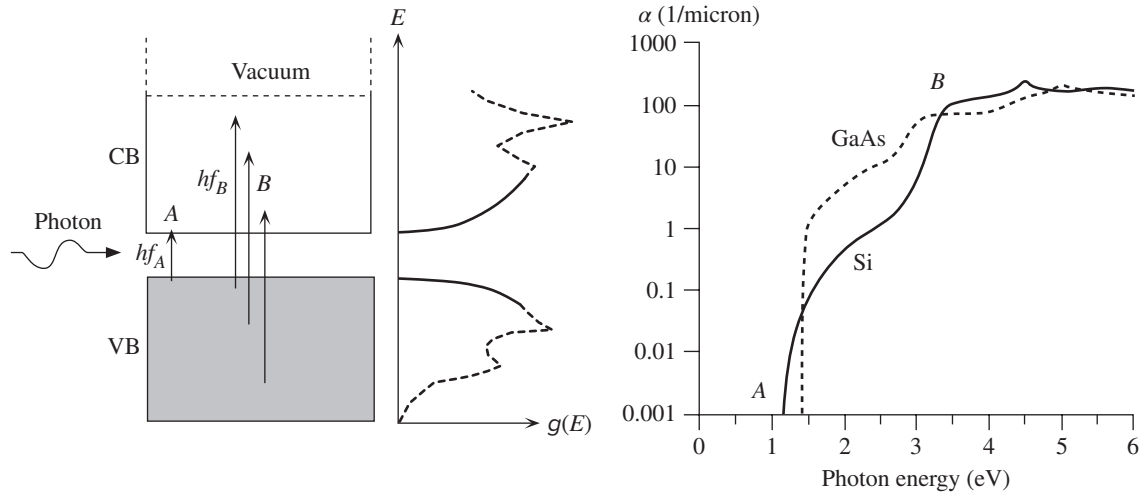 E
Vacuum
CB
hf_B
B
A
Photon
hf_A
VB
g(E)
α (1/micron)
1000
100
10
1
0.1
0.01
0.001
B
GaAs
Si
A
0
1
2
3
4
5
6
Photon energy (eV)